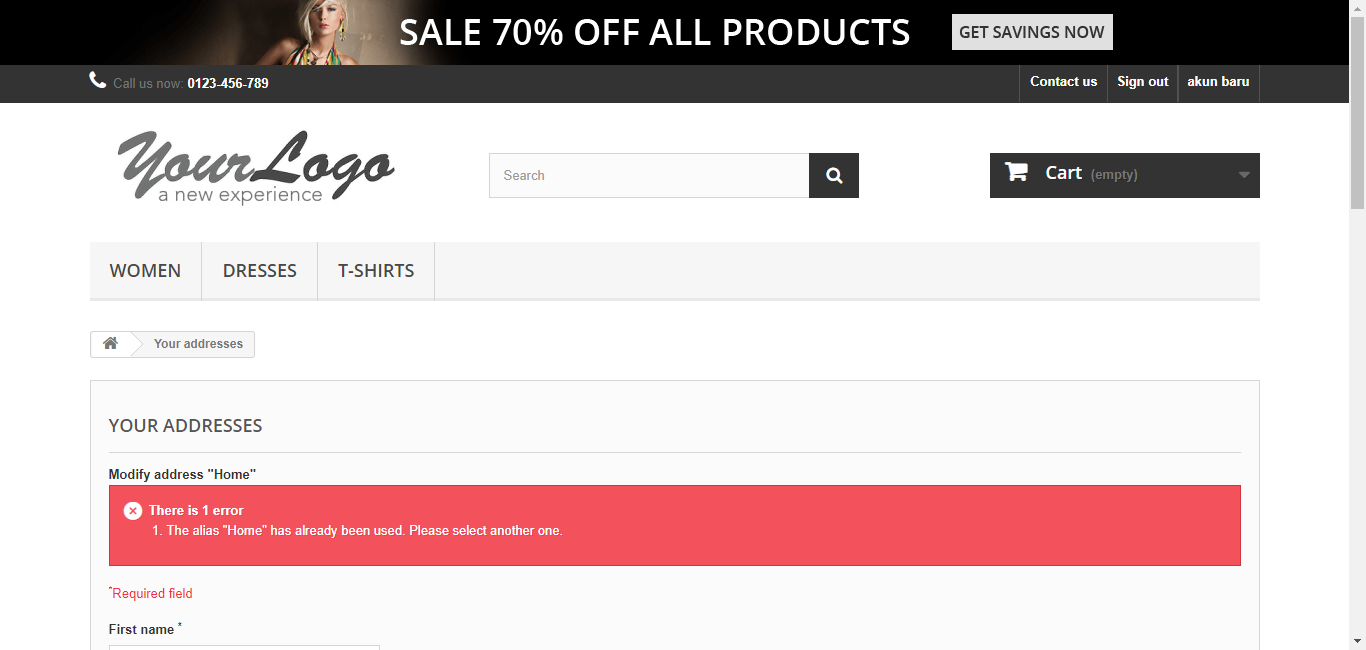 SALE 70% OFF ALL PRODUCTS GET SAVINGS NOW
Call us now: 0123-456-789 Contact us Sign out akun baru
YourLogo
a new experience
Search Cart (empty)
WOMEN DRESSES T-SHIRTS
Your addresses
YOUR ADDRESSES
Modify address "Home"
There is 1 error
1. The alias "Home" has already been used. Please select another one.
*Required field
First name *